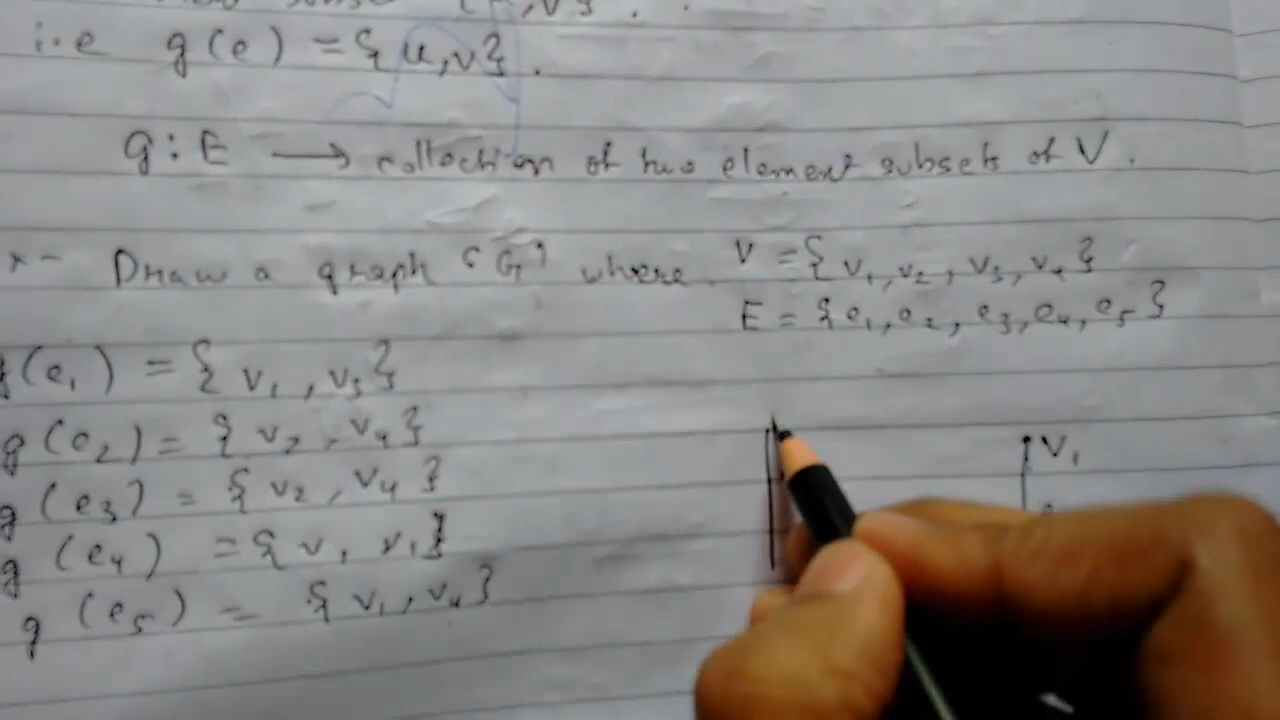 i.e g(e) = {u,v}.
g : E → collection of two element subsets of V.
Draw a graph 'G' where V = {v₁, v₂, v₃, v₄}
E = {e₁, e₂, e₃, e₄, e₅}
g(e₁) = {v₁, v₃}
g(e₂) = {v₂, v₄}
g(e₃) = {v₂, v₄}
g(e₄) = {v₁ v₁}
g(e₅) = {v₁, v₄}
V₁